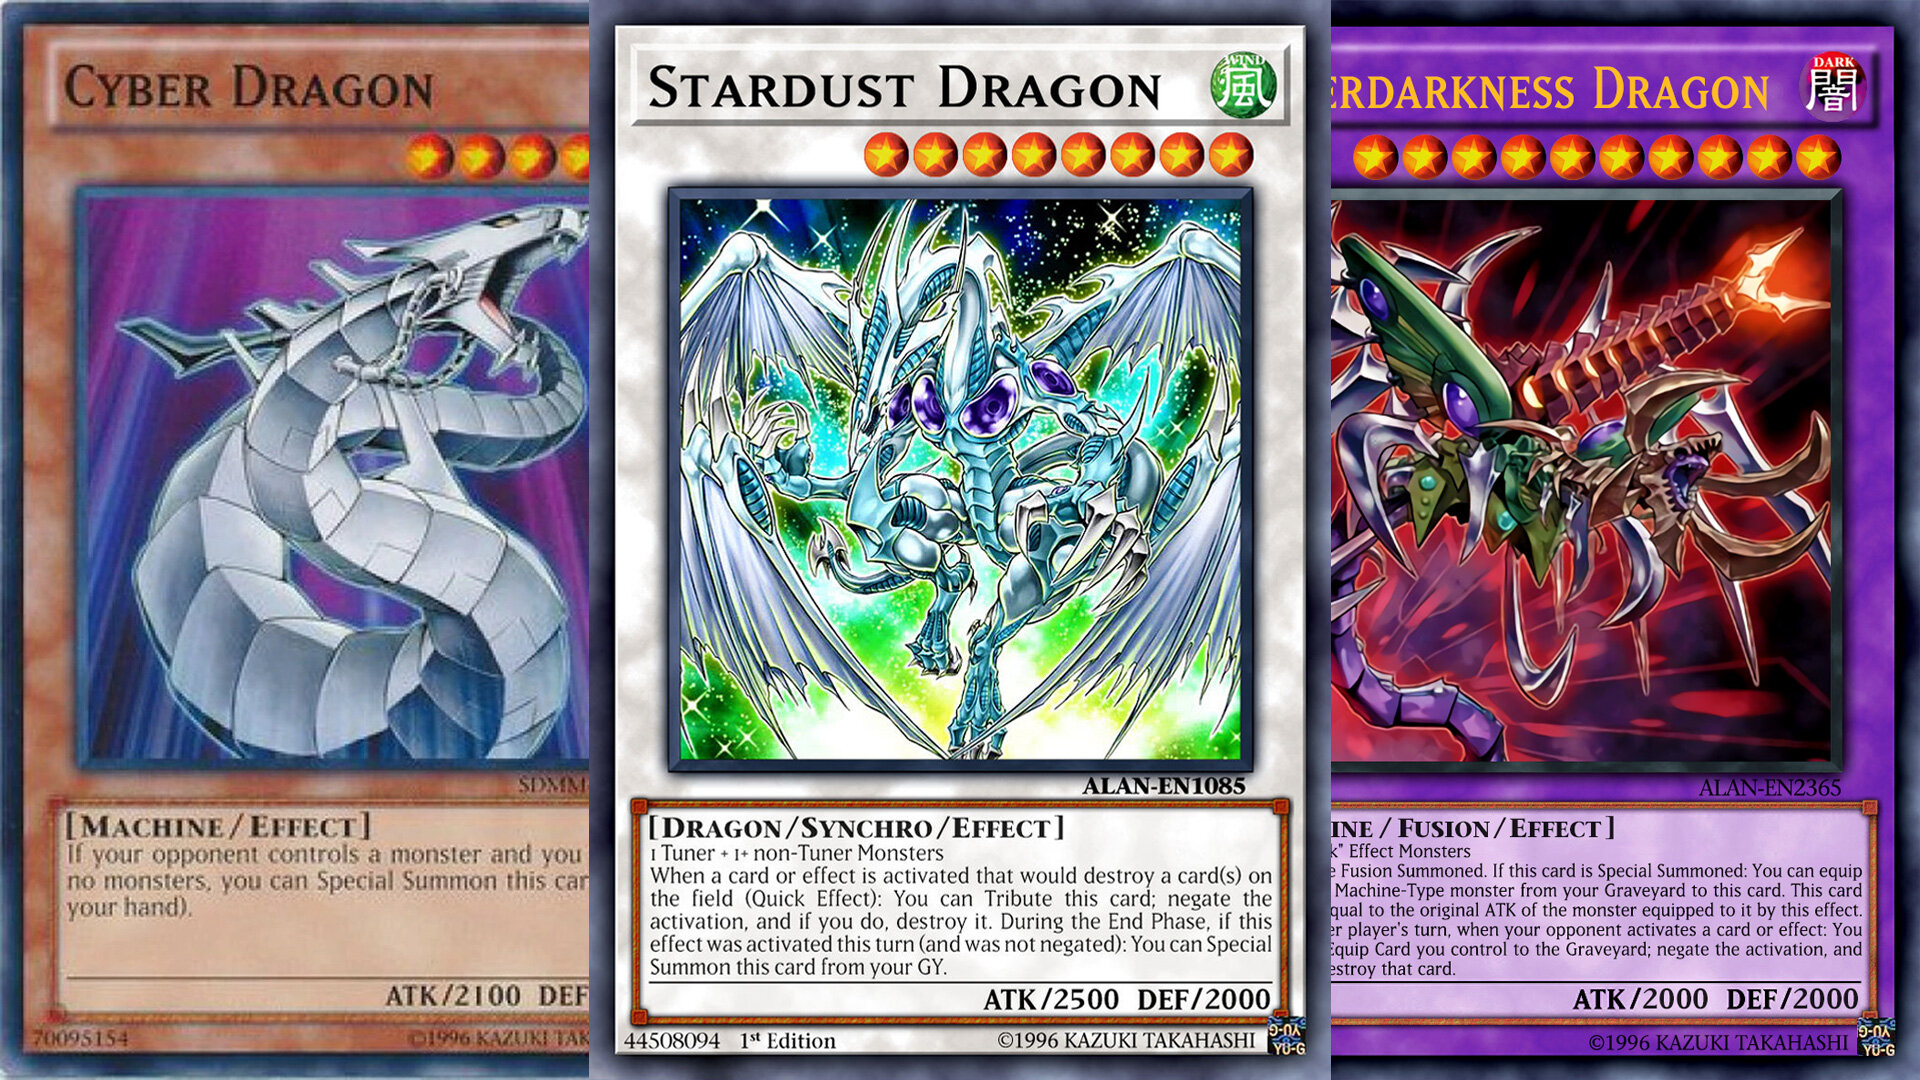 CYBER DRAGON
SDMM
[MACHINE/EFFECT]
If your opponent controls a monster and you
no monsters, you can Special Summon this car
your hand).
ATK/2100 DEF
70095154
©1996 KAZUKI TAK
STARDUST DRAGON
WIND
風
ALAN-EN1085
[DRAGON/SYNCHRO/EFFECT]
1 Tuner + 1+ non-Tuner Monsters
When a card or effect is activated that would destroy a card(s) on
the field (Quick Effect): You can Tribute this card; negate the
activation, and if you do, destroy it. During the End Phase, if this
effect was activated this turn (and was not negated): You can Special
Summon this card from your GY.
ATK/2500 DEF/2000
44508094 1st Edition
©1996 KAZUKI TAKAHASHI
ERDARKNESS DRAGON
DARK
闇
ALAN-EN2365
INE/FUSION/EFFECT]
k" Effect Monsters
e Fusion Summoned. If this card is Special Summoned: You can equip
Machine-Type monster from your Graveyard to this card. This card
qual to the original ATK of the monster equipped to it by this effect.
er player's turn, when your opponent activates a card or effect: You
Equip Card you control to the Graveyard; negate the activation, and
estroy that card.
ATK/2000 DEF/2000
©1996 KAZUKI TAKAHASHI